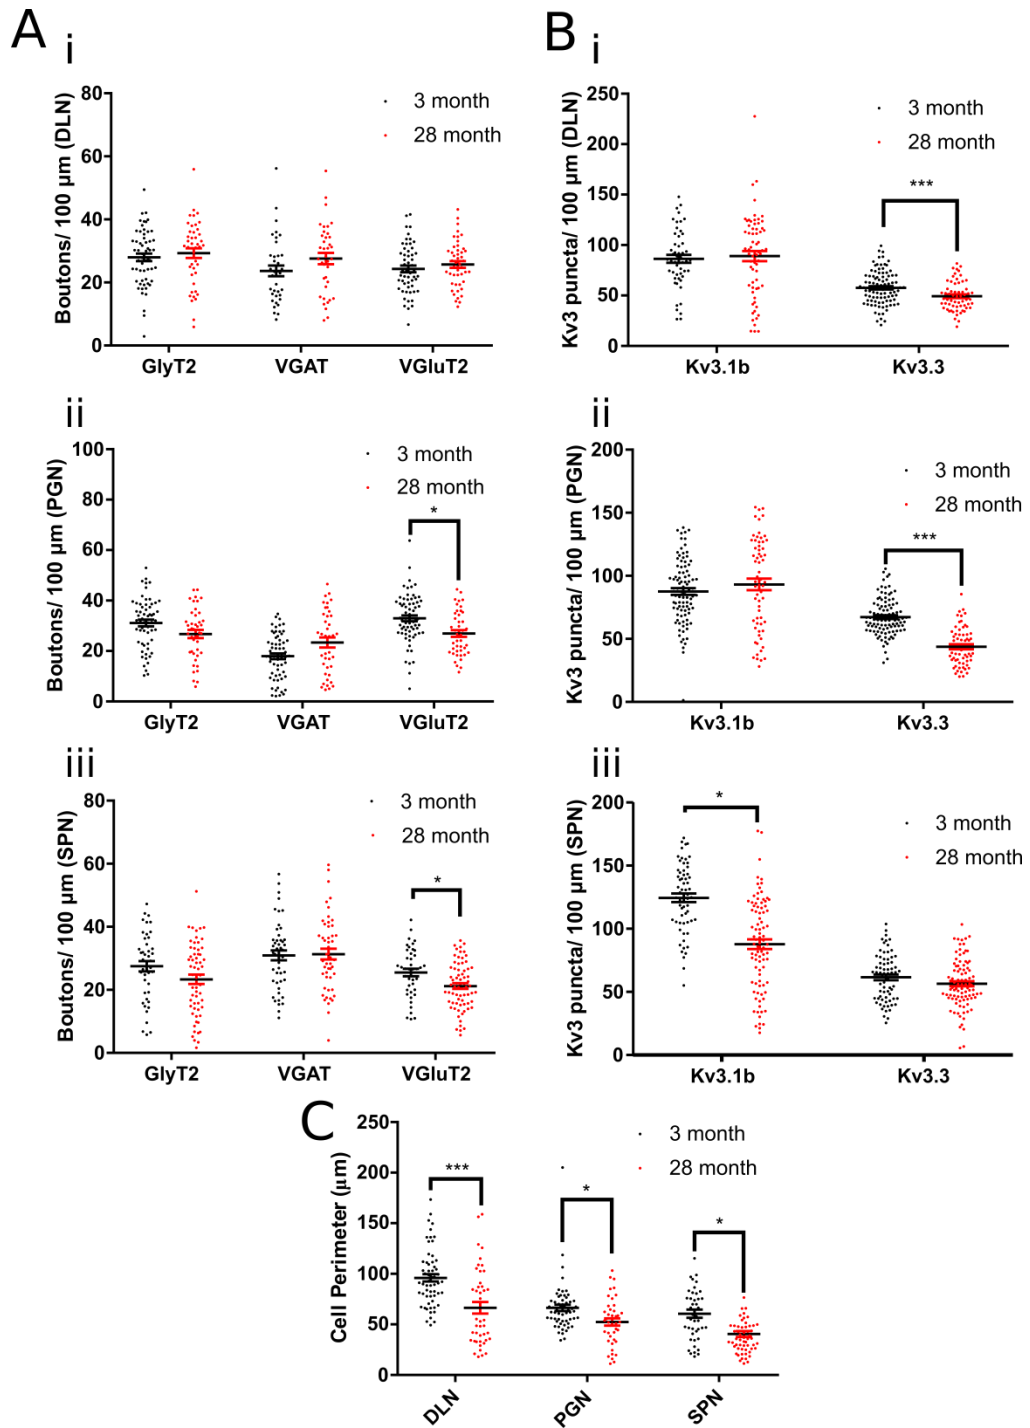 A
i
Boutons/ 100 µm (DLN)
80
60
40
20
0
3 month
28 month
GlyT2 VGAT VGluT2
B
i
Kv3 puncta/ 100 µm (DLN)
250
200
150
100
50
0
3 month
28 month
***
Kv3.1b Kv3.3
ii
Boutons/ 100 µm (PGN)
100
80
60
40
20
0
3 month
28 month
*
GlyT2 VGAT VGluT2
ii
Kv3 puncta/ 100 µm (PGN)
200
150
100
50
0
3 month
28 month
***
Kv3.1b Kv3.3
iii
Boutons/ 100 µm (SPN)
80
60
40
20
0
3 month
28 month
*
GlyT2 VGAT VGluT2
iii
Kv3 puncta/ 100 µm (SPN)
200
150
100
50
0
*
3 month
28 month
Kv3.1b Kv3.3
C
Cell Perimeter (µm)
250
200
150
100
50
0
3 month
28 month
***
*
*
DLN PGN SPN